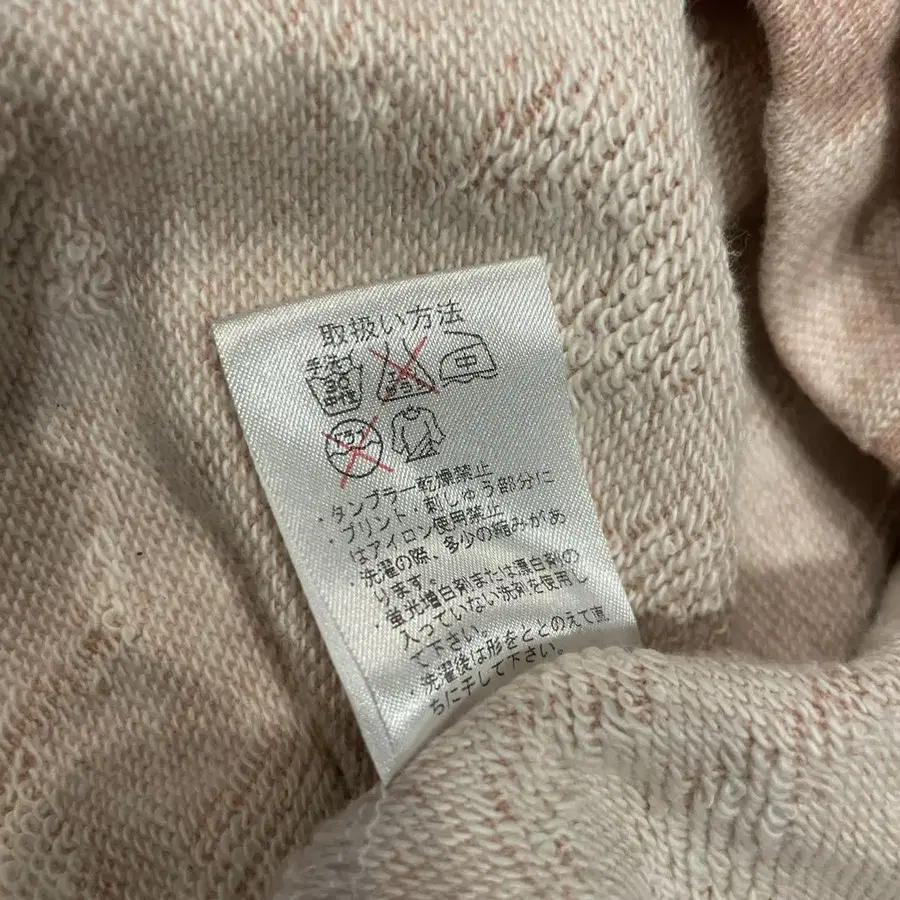 取扱い方法
手洗
中
・タンブラー乾燥禁止
・プリント・刺しゅう部分に
はアイロン使用禁止
・洗濯の際、多少の縮みがあ
ります。
・蛍光増白剤または漂白剤の
入っていない洗剤を使用し
て下さい。
・洗濯後は形をととのえて直
ちに干して下さい。